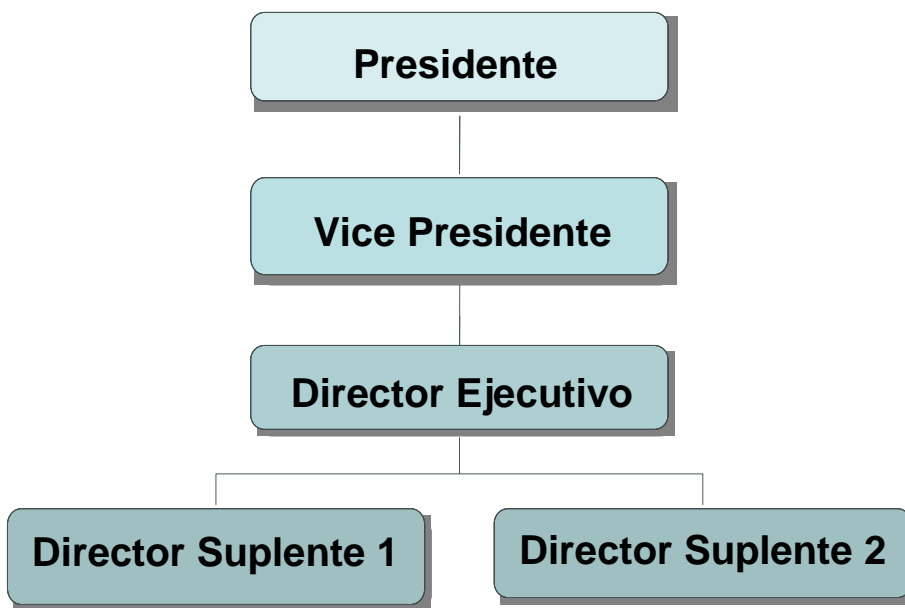 Presidente
Vice Presidente
Director Ejecutivo
Director Suplente 1
Director Suplente 2